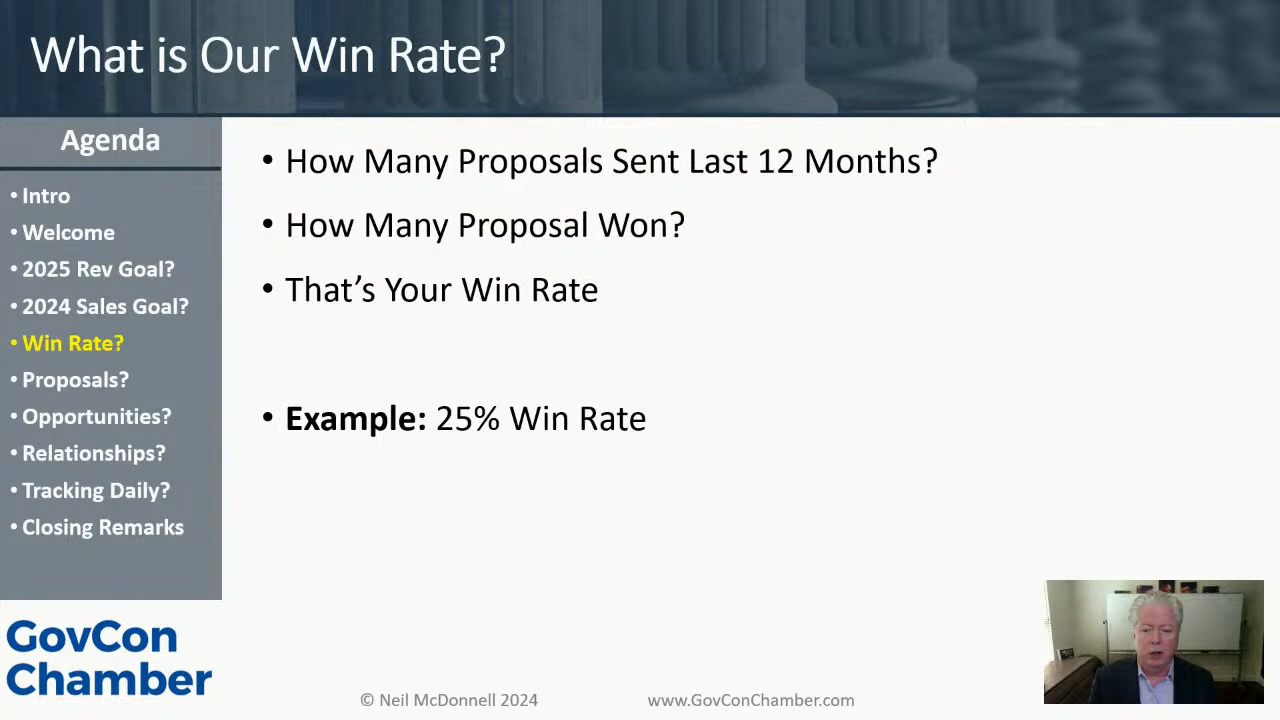 What is Our Win Rate?
Agenda
• Intro
• Welcome
• 2025 Rev Goal?
• 2024 Sales Goal?
• Win Rate?
• Proposals?
• Opportunities?
• Relationships?
• Tracking Daily?
• Closing Remarks
• How Many Proposals Sent Last 12 Months?
• How Many Proposal Won?
• That’s Your Win Rate
• Example: 25% Win Rate
GovCon
Chamber
© Neil McDonnell 2024
www.GovConChamber.com